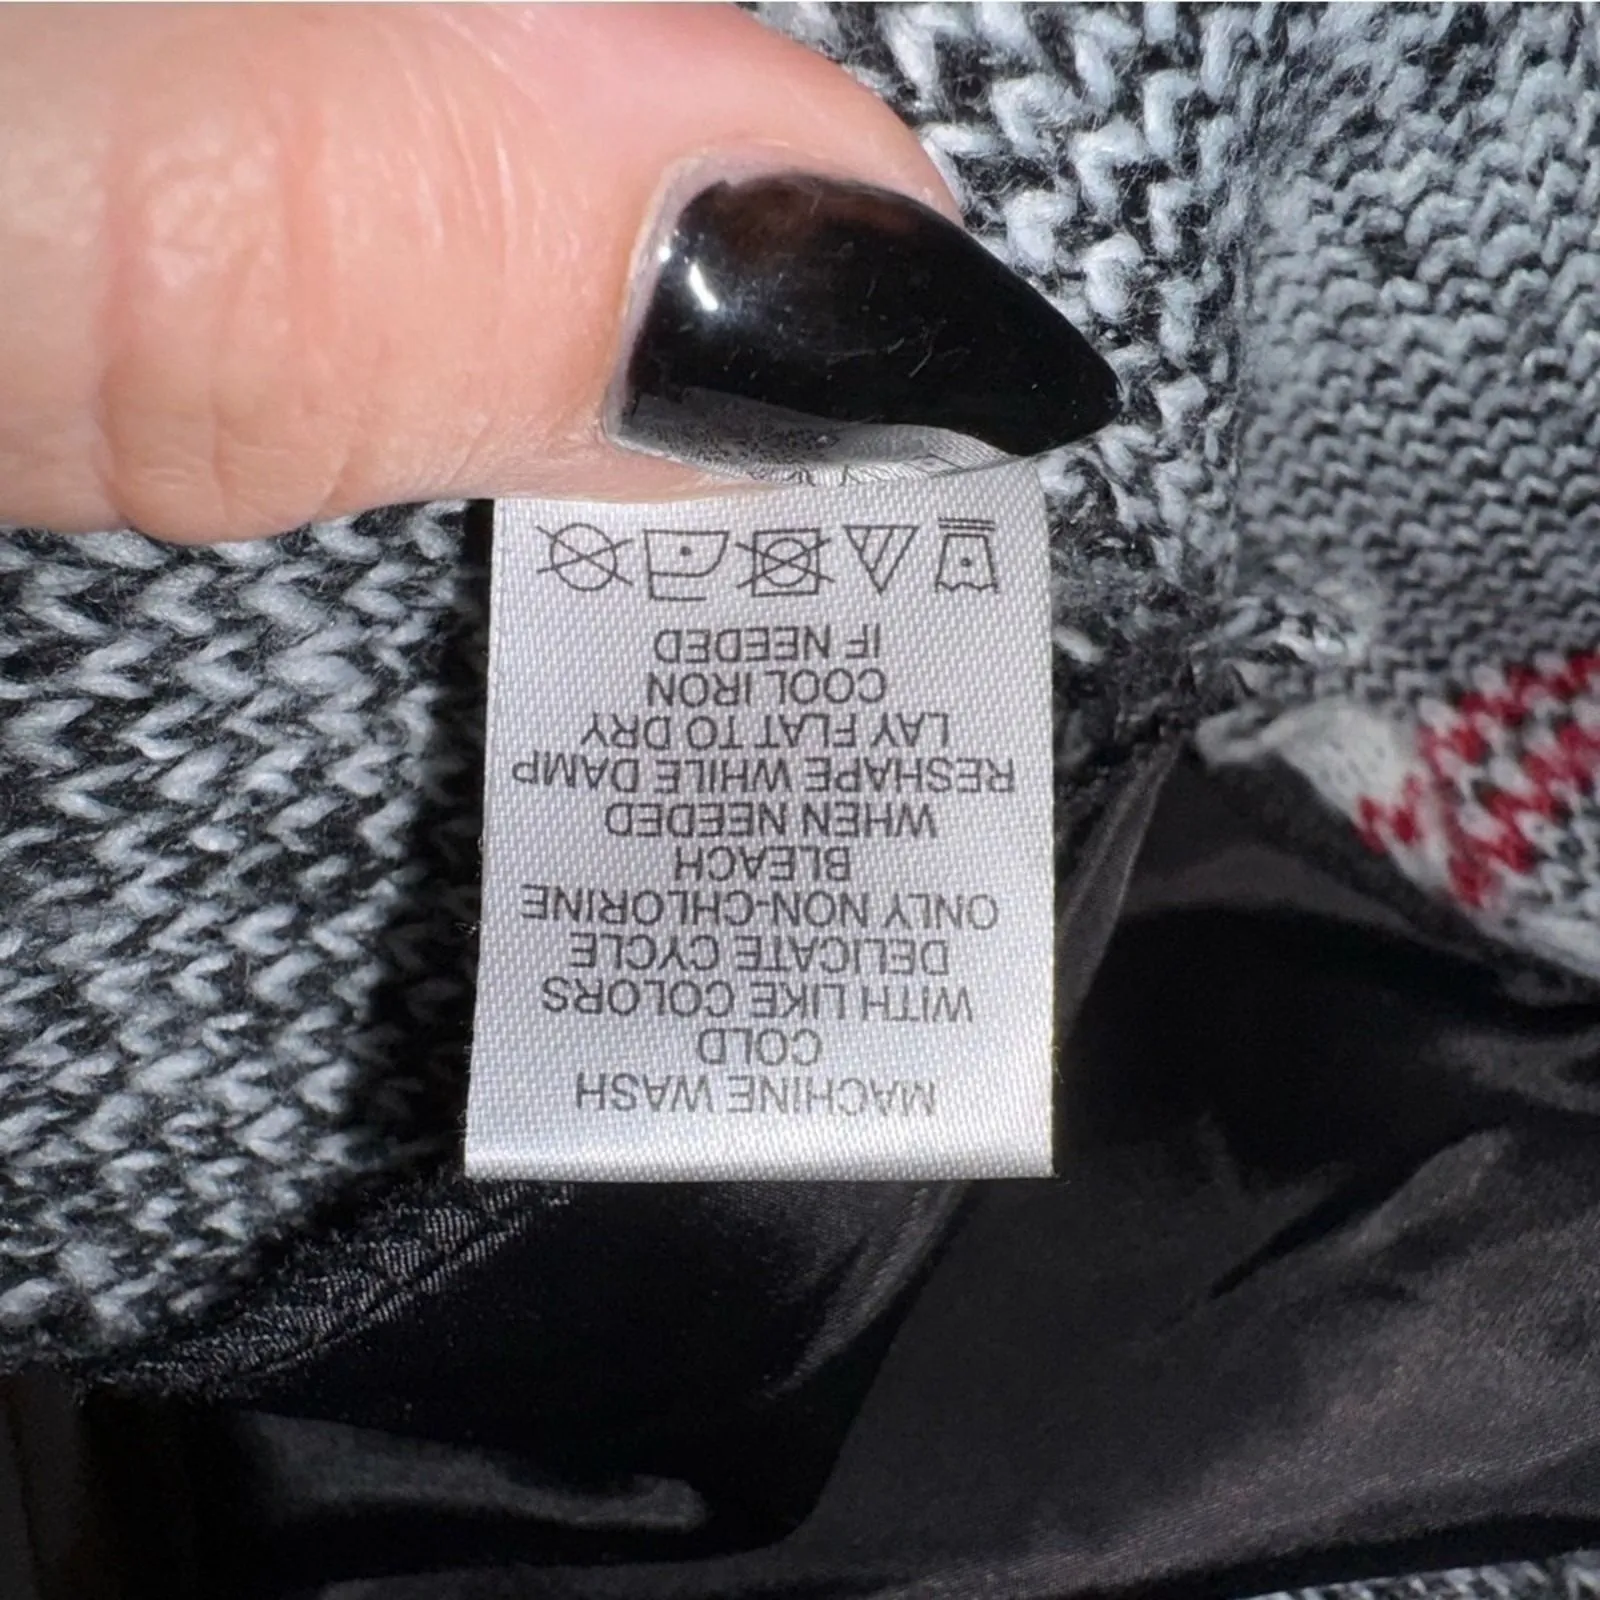 MACHINE WASH
COLD
WITH LIKE COLORS
DELICATE CYCLE
ONLY NON-CHLORINE
BLEACH
WHEN NEEDED
RESHAPE WHILE DAMP
LAY FLAT TO DRY
COOL IRON
IF NEEDED